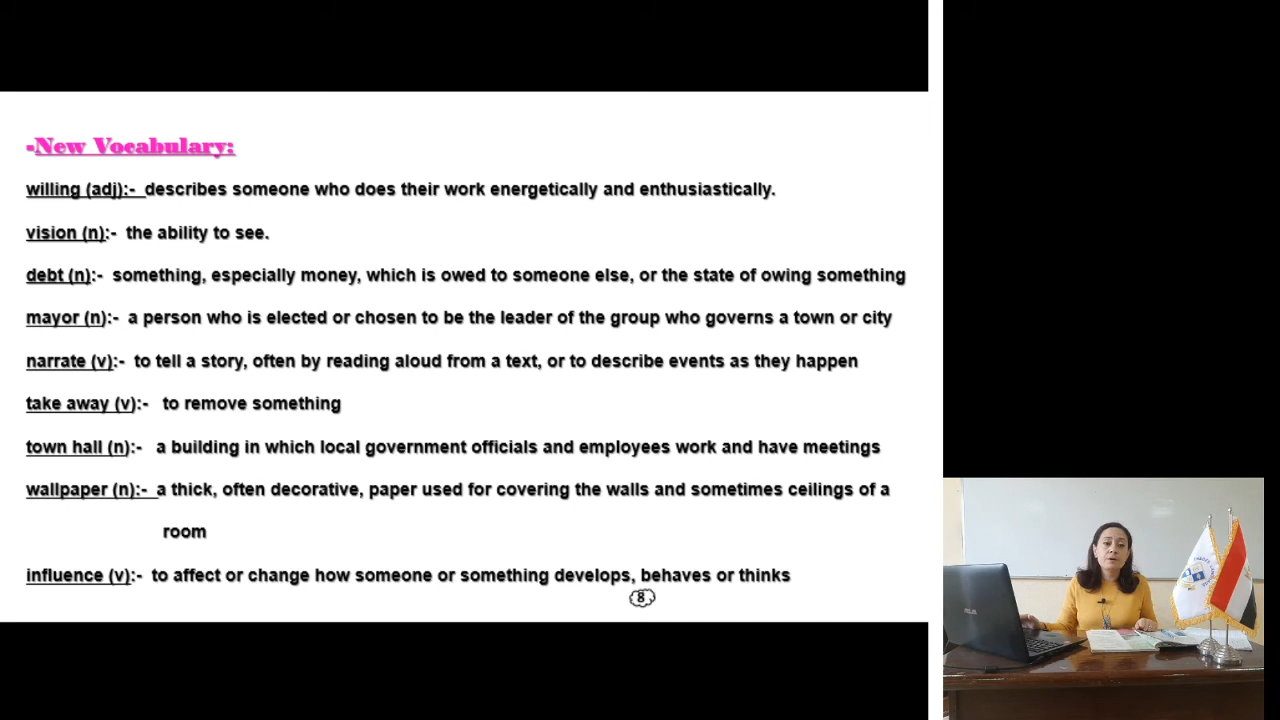 -New Vocabulary:
willing (adj):- describes someone who does their work energetically and enthusiastically.
vision (n):- the ability to see.
debt (n):- something, especially money, which is owed to someone else, or the state of owing something
mayor (n):- a person who is elected or chosen to be the leader of the group who governs a town or city
narrate (v):- to tell a story, often by reading aloud from a text, or to describe events as they happen
take away (v):- to remove something
town hall (n):- a building in which local government officials and employees work and have meetings
wallpaper (n):- a thick, often decorative, paper used for covering the walls and sometimes ceilings of a
room
influence (v):- to affect or change how someone or something develops, behaves or thinks
8
ASUS